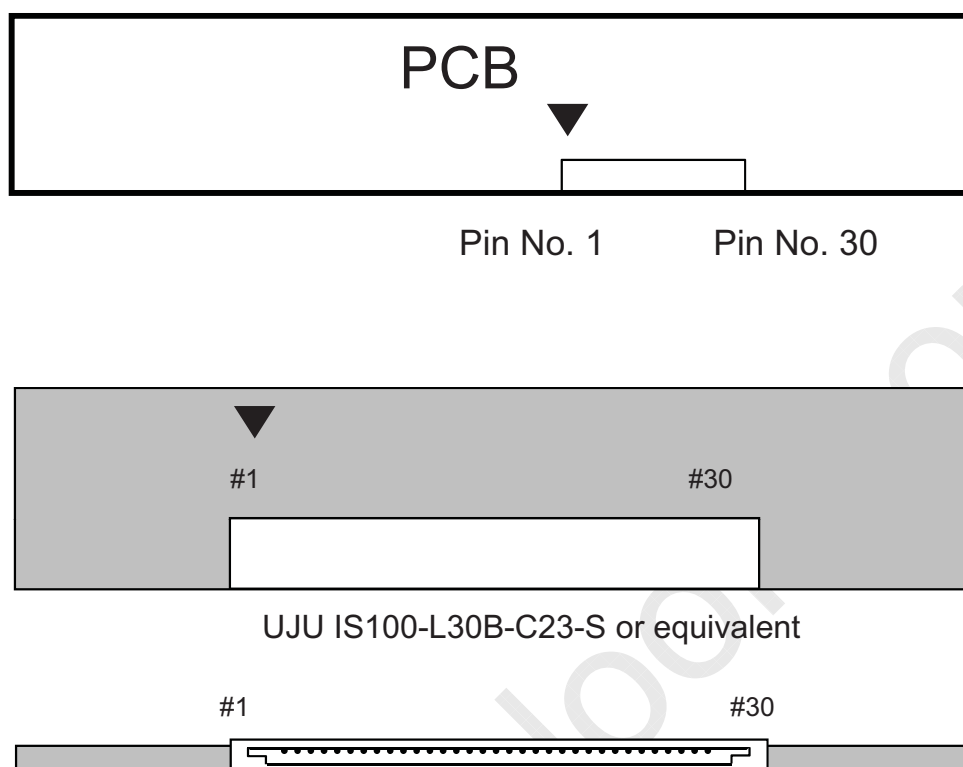 PCB
Pin No. 1 Pin No. 30
#1 #30
UJU IS100-L30B-C23-S or equivalent
#1 #30